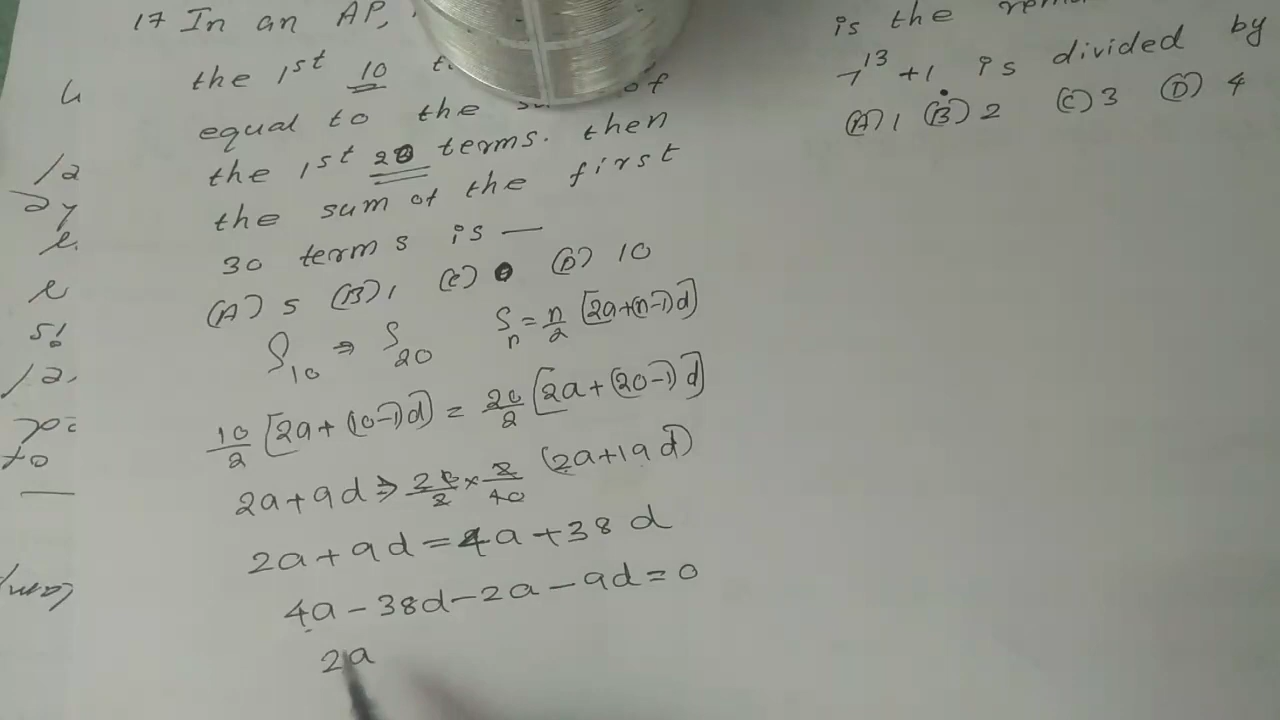 17 In an AP,
the 1st 10
equal to the of
the 1st 20 terms. then
the sum of the first
30 terms is —
(A) 5 (B) 1 (C) 0 (D) 10
S10 ⇒ S20 Sn = n/2 [2a+(n-1)d]
10/2 [2a+(10-1)d] = 20/2 [2a+(20-1)d]
2a+9d ⇒ 20/2 × 2/10 (2a+19d)
2a+9d = 4a+38d
4a-38d-2a-9d=0
2a
is the
7^13 +1 is divided by
(A) 1 (B) 2 (C) 3 (D) 4